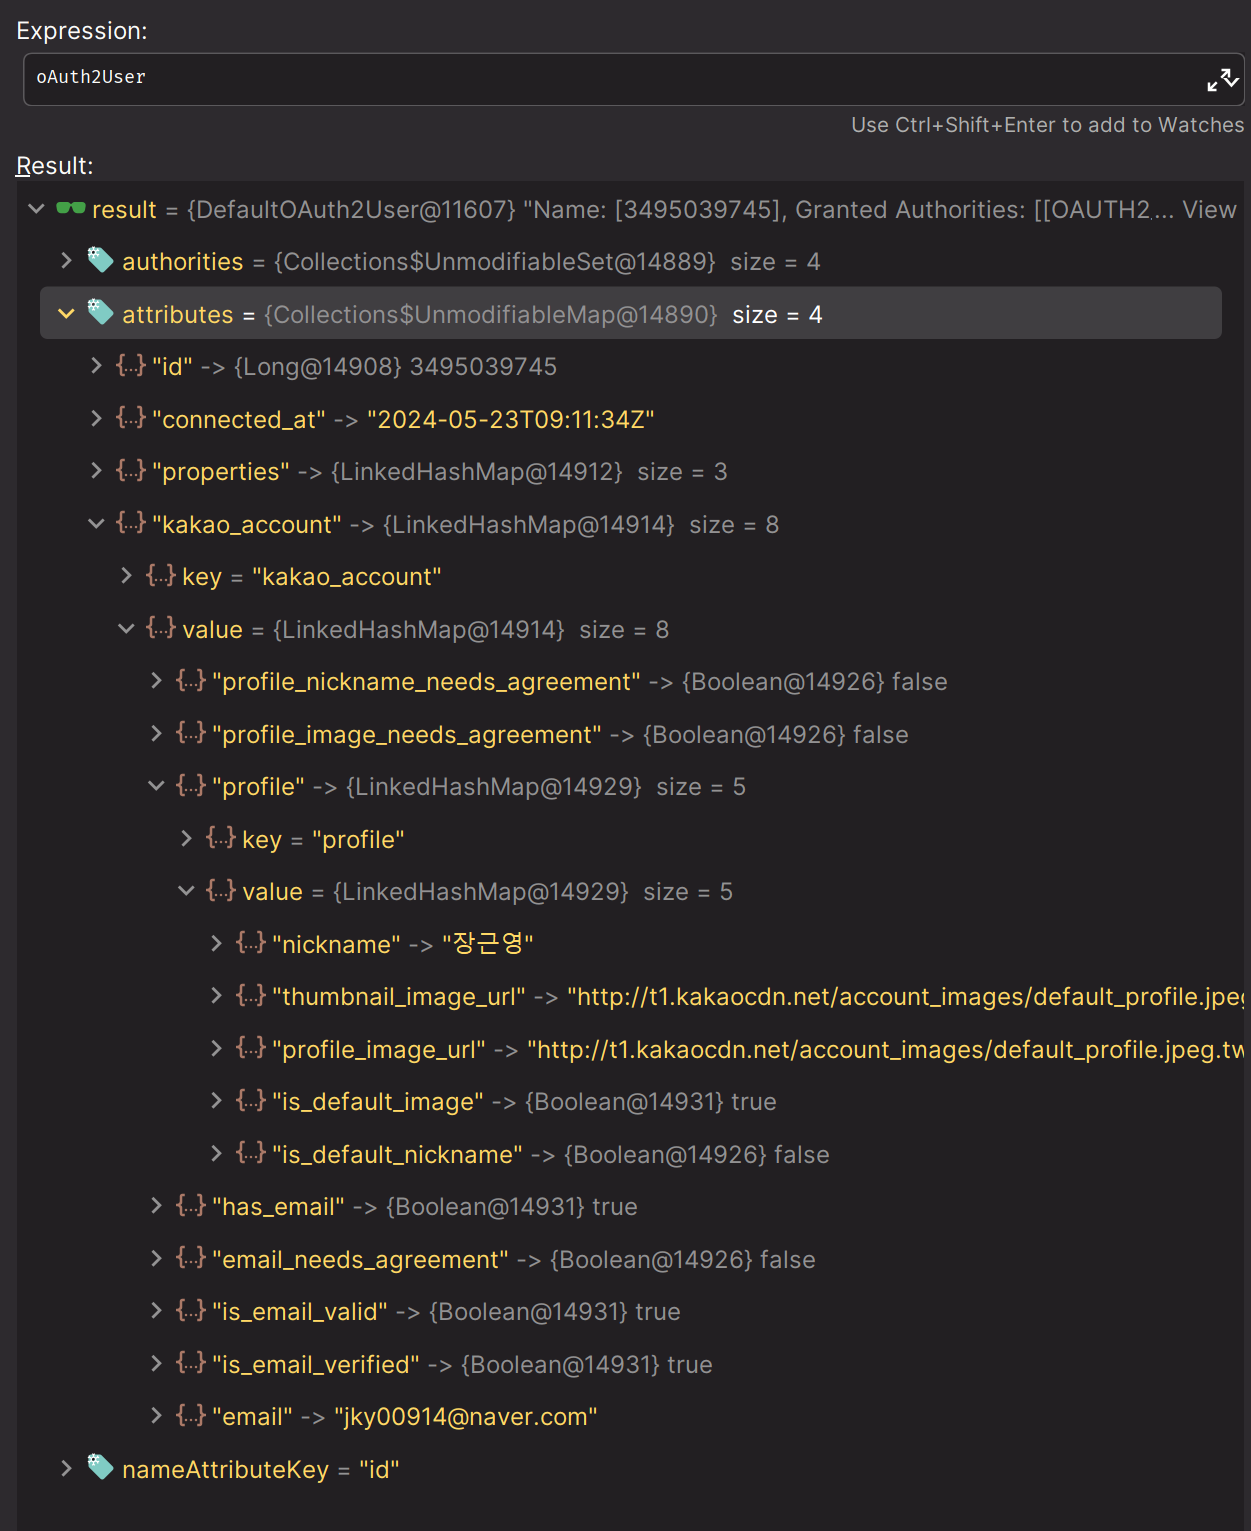 Expression:
oAuth2User
Use Ctrl+Shift+Enter to add to Watches
Result:
result = {DefaultOAuth2User@11607} "Name: [3495039745], Granted Authorities: [[OAUTH2_... View
authorities = {Collections$UnmodifiableSet@14889} size = 4
attributes = {Collections$UnmodifiableMap@14890} size = 4
{...} "id" -> {Long@14908} 3495039745
{...} "connected_at" -> "2024-05-23T09:11:34Z"
{...} "properties" -> {LinkedHashMap@14912} size = 3
{...} "kakao_account" -> {LinkedHashMap@14914} size = 8
{...} key = "kakao_account"
{...} value = {LinkedHashMap@14914} size = 8
{...} "profile_nickname_needs_agreement" -> {Boolean@14926} false
{...} "profile_image_needs_agreement" -> {Boolean@14926} false
{...} "profile" -> {LinkedHashMap@14929} size = 5
{...} key = "profile"
{...} value = {LinkedHashMap@14929} size = 5
{...} "nickname" -> "장근영"
{...} "thumbnail_image_url" -> "http://t1.kakaocdn.net/account_images/default_profile.jpeg
{...} "profile_image_url" -> "http://t1.kakaocdn.net/account_images/default_profile.jpeg.tw
{...} "is_default_image" -> {Boolean@14931} true
{...} "is_default_nickname" -> {Boolean@14926} false
{...} "has_email" -> {Boolean@14931} true
{...} "email_needs_agreement" -> {Boolean@14926} false
{...} "is_email_valid" -> {Boolean@14931} true
{...} "is_email_verified" -> {Boolean@14931} true
{...} "email" -> "jky00914@naver.com"
nameAttributeKey = "id"